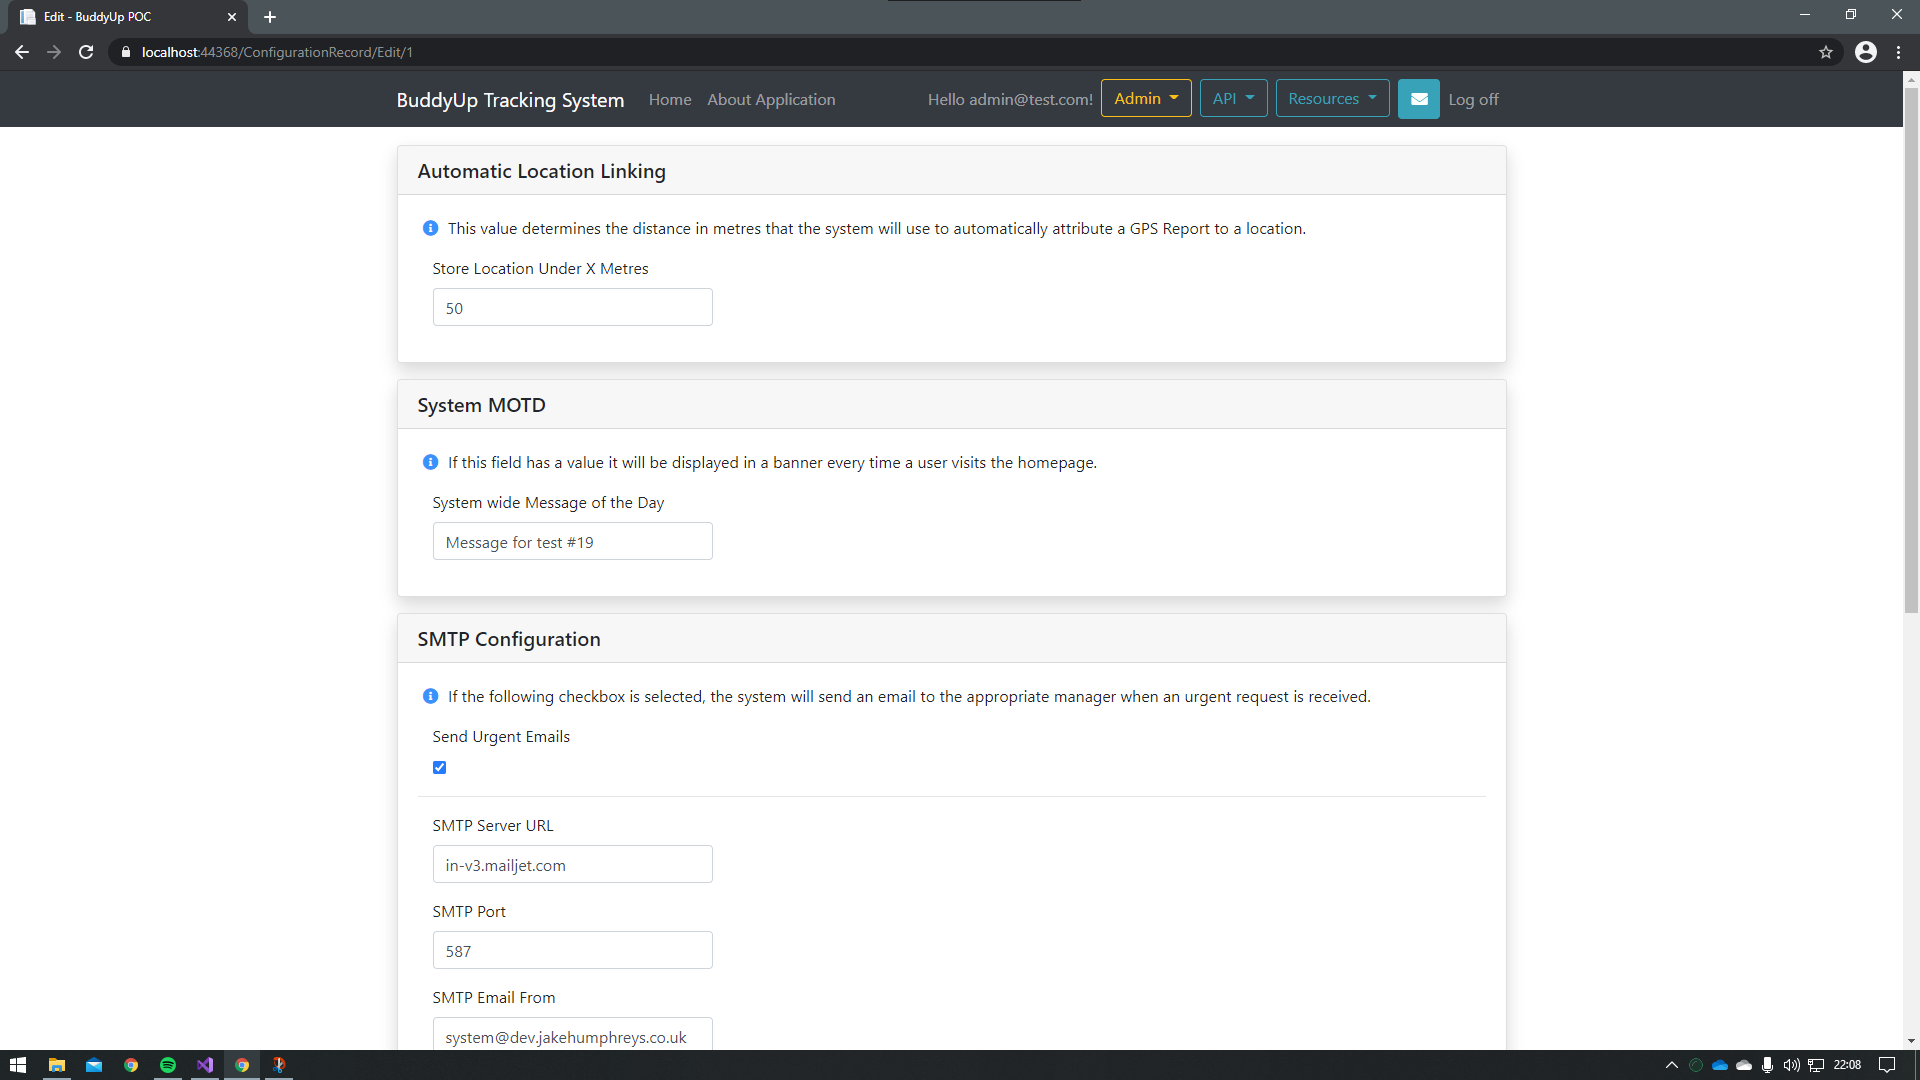 Edit - BuddyUp POC
localhost:44368/ConfigurationRecord/Edit/1
BuddyUp Tracking System Home About Application Hello admin@test.com! Admin API Resources Log off
Automatic Location Linking
This value determines the distance in metres that the system will use to automatically attribute a GPS Report to a location.
Store Location Under X Metres
50
System MOTD
If this field has a value it will be displayed in a banner every time a user visits the homepage.
System wide Message of the Day
Message for test #19
SMTP Configuration
If the following checkbox is selected, the system will send an email to the appropriate manager when an urgent request is received.
Send Urgent Emails
SMTP Server URL
in-v3.mailjet.com
SMTP Port
587
SMTP Email From
system@dev.jakehumphreys.co.uk
22:08